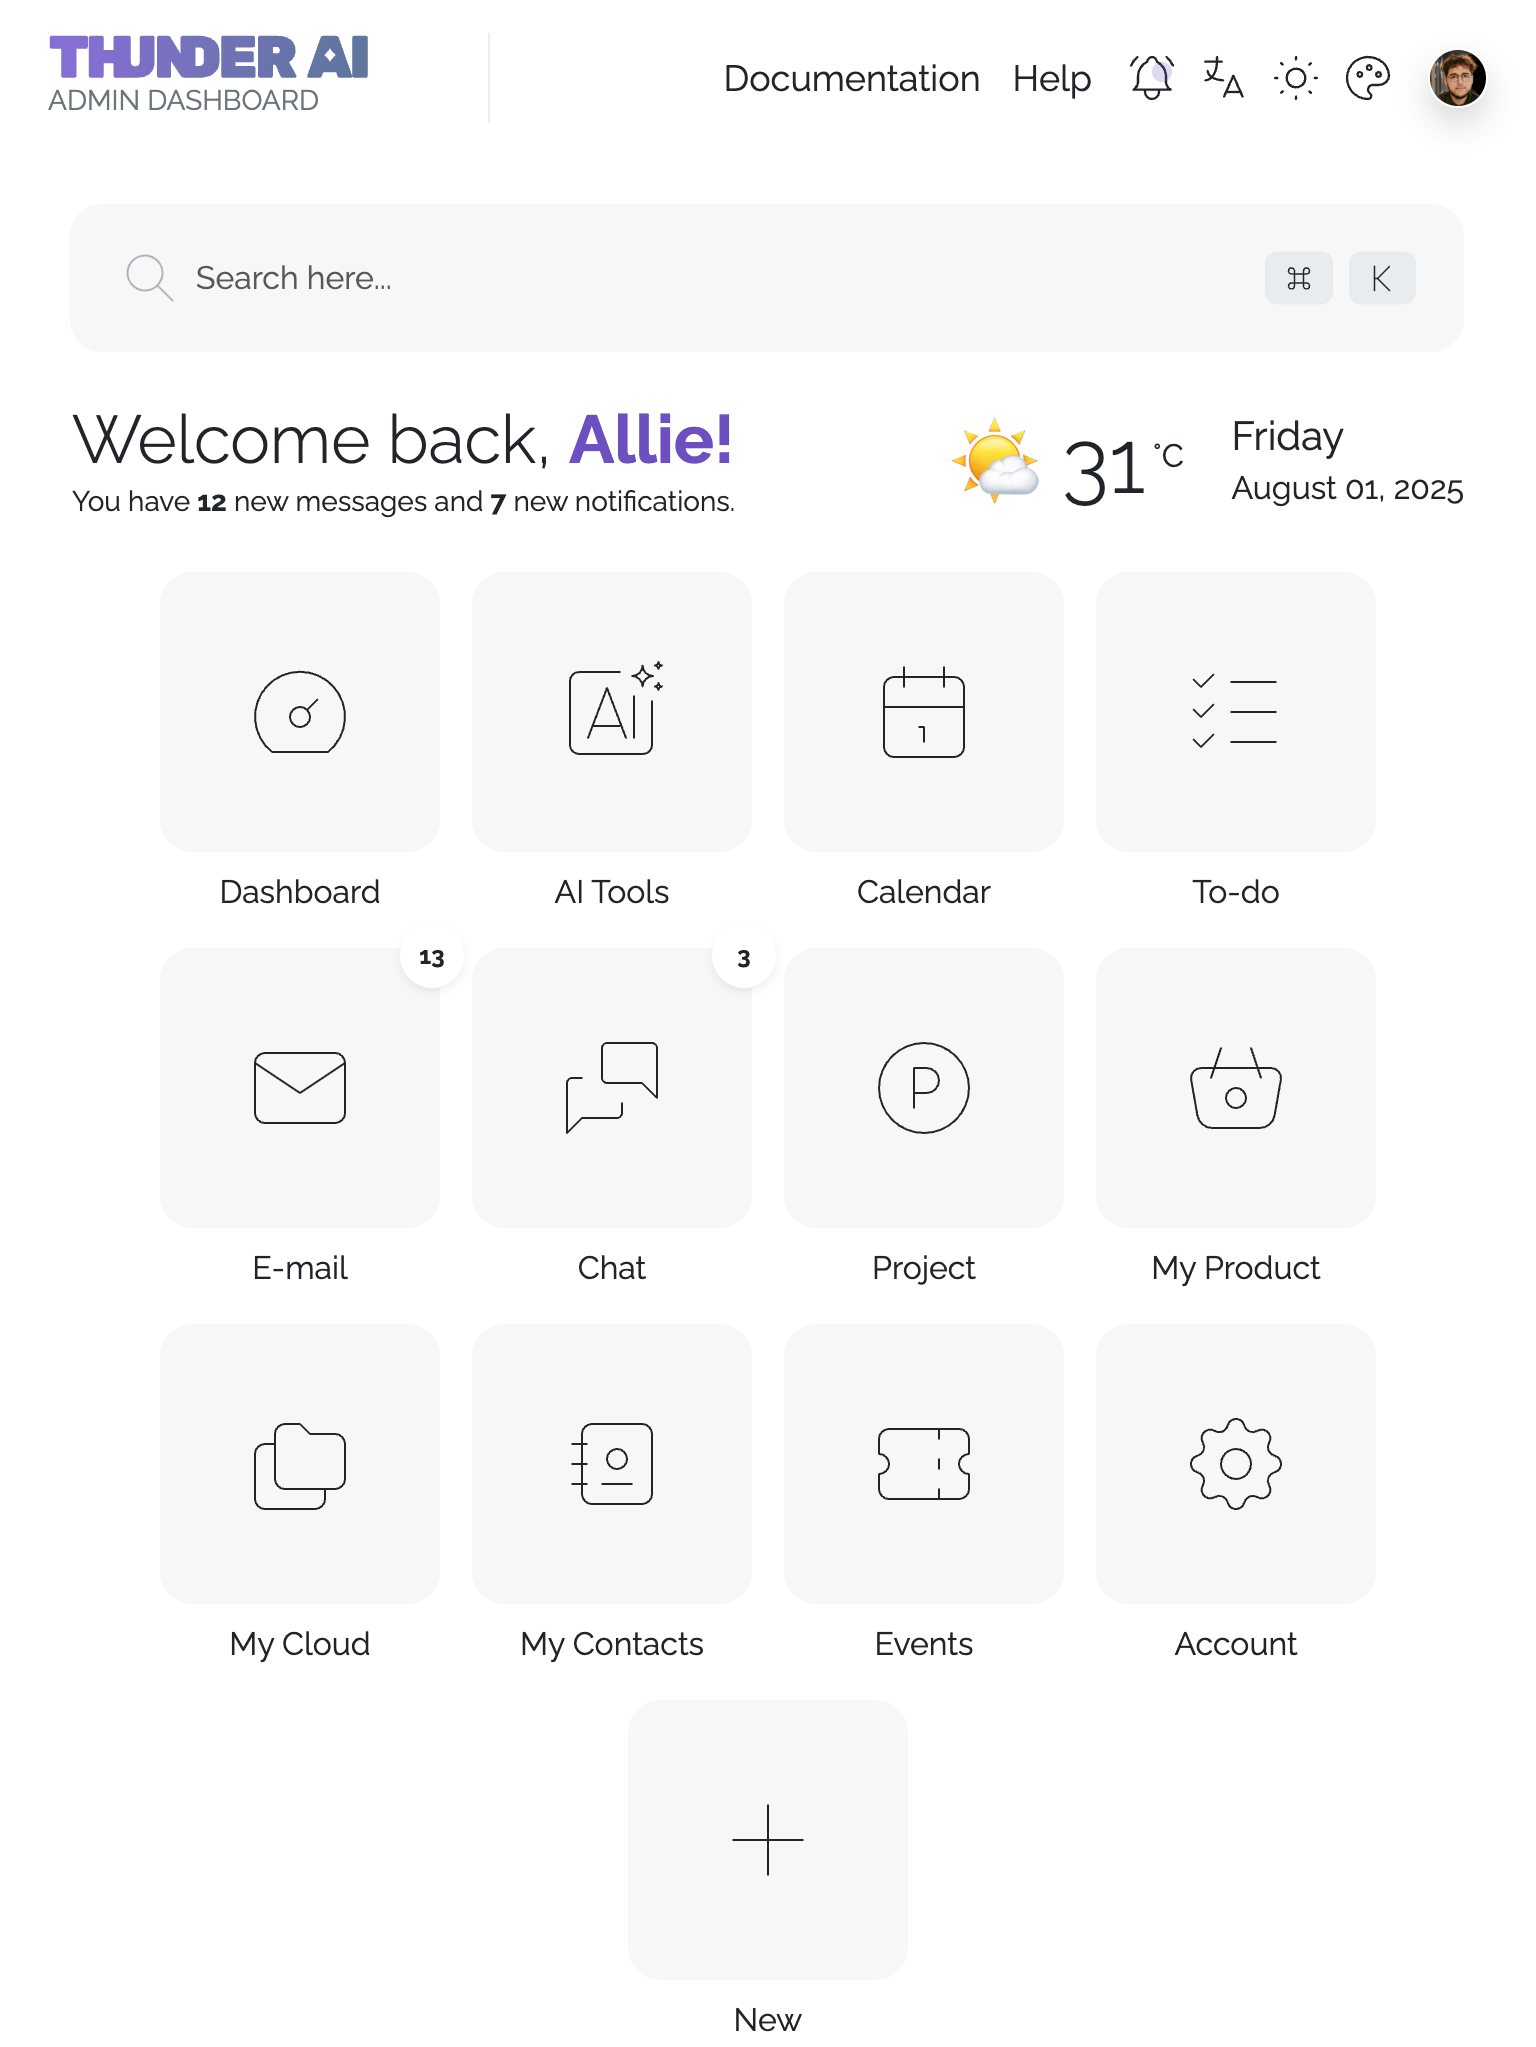 THUNDER AI
ADMIN DASHBOARD
Documentation Help
Search here...
⌘ K
Welcome back, Allie!
You have 12 new messages and 7 new notifications.
31 °C
Friday
August 01, 2025
AI
1
Dashboard
AI Tools
Calendar
To-do
13
3
P
E-mail
Chat
Project
My Product
My Cloud
My Contacts
Events
Account
New